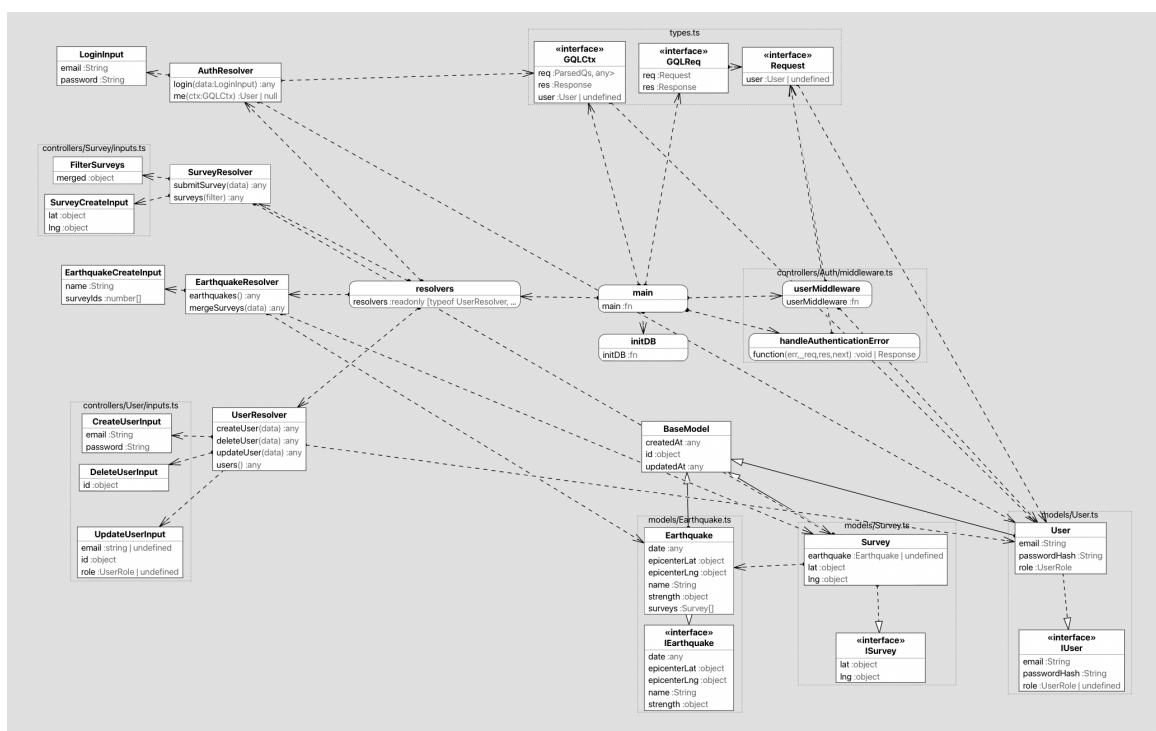 types.ts
LoginInput
email :String
password :String
AuthResolver
login(data:LoginInput) :any
me(ctx:GQLCtx) :User | null
«interface»
GQLCtx
req :ParsedQs, any>
res :Response
user :User | undefined
«interface»
GQLReq
req :Request
res :Response
«interface»
Request
user :User | undefined
controllers/Survey/inputs.ts
FilterSurveys
merged :object
SurveyCreateInput
lat :object
lng :object
SurveyResolver
submitSurvey(data) :any
surveys(filter) :any
EarthquakeCreateInput
name :String
surveyIds :number[]
EarthquakeResolver
earthquakes() :any
mergeSurveys(data) :any
resolvers
resolvers :readonly [typeof UserResolver, ...
main
main :fn
initDB
initDB :fn
controllers/Auth/middleware.ts
userMiddleware
userMiddleware :fn
handleAuthenticationError
function(err,_req,res,next) :void | Response
controllers/User/inputs.ts
CreateUserInput
email :String
password :String
DeleteUserInput
id :object
UpdateUserInput
email :string | undefined
id :object
role :UserRole | undefined
UserResolver
createUser(data) :any
deleteUser(data) :any
updateUser(data) :any
users() :any
BaseModel
createdAt :any
id :object
updatedAt :any
models/Earthquake.ts
Earthquake
date :any
epicenterLat :object
epicenterLng :object
name :String
strength :object
surveys :Survey[]
«interface»
IEarthquake
date :any
epicenterLat :object
epicenterLng :object
name :String
strength :object
models/Survey.ts
Survey
earthquake :Earthquake | undefined
lat :object
lng :object
«interface»
ISurvey
lat :object
lng :object
models/User.ts
User
email :String
passwordHash :String
role :UserRole
«interface»
IUser
email :String
passwordHash :String
role :UserRole | undefined